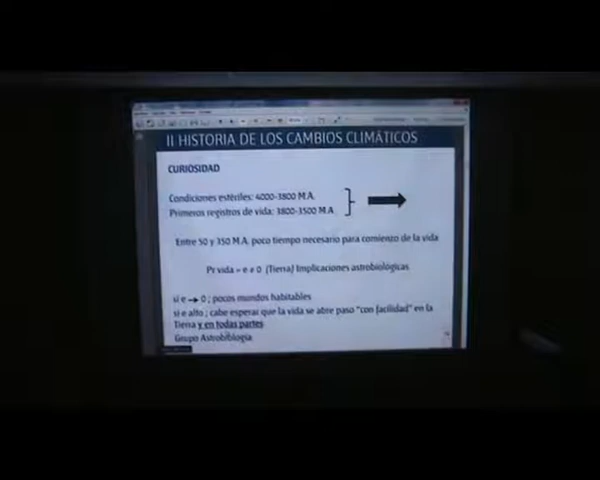 II HISTORIA DE LOS CAMBIOS CLIMÁTICOS
CURIOSIDAD
Condiciones estériles: 4000-3800 M.A.
Primeros registros de vida: 3800-3500 M.A
Entre 50 y 350 M.A, poco tiempo necesario para comienzo de la vida
Pr vida = e ≠ 0 (Tierra) Implicaciones astrobiológicas
si e → 0 ; pocos mundos habitables
si e alto ; cabe esperar que la vida se abre paso "con facilidad" en la
Tierra y en todas partes
Grupo Astrobiblogia